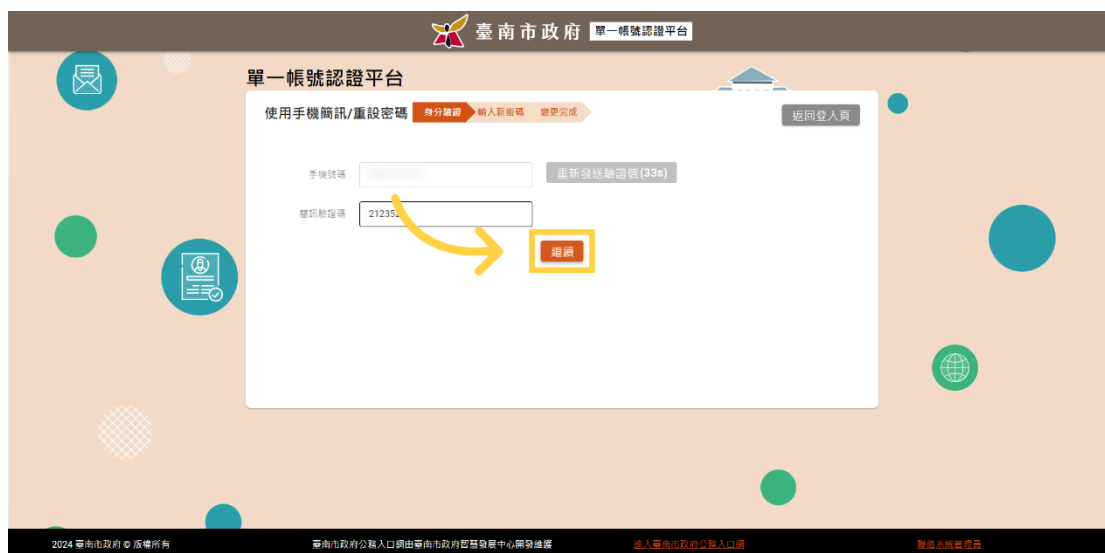 臺南市政府 單一帳號認證平台
單一帳號認證平台
使用手機簡訊/重設密碼 身分驗證 輸入新密碼 變更完成 返回登入頁
手機號碼 重新發送驗證信(33s)
簡訊驗證碼 212352
繼續
2024 臺南市政府 © 版權所有 臺南市政府公務入口網由臺南市政府智慧發展中心開發維護 進入臺南市政府公務入口網 聯絡系統管理員